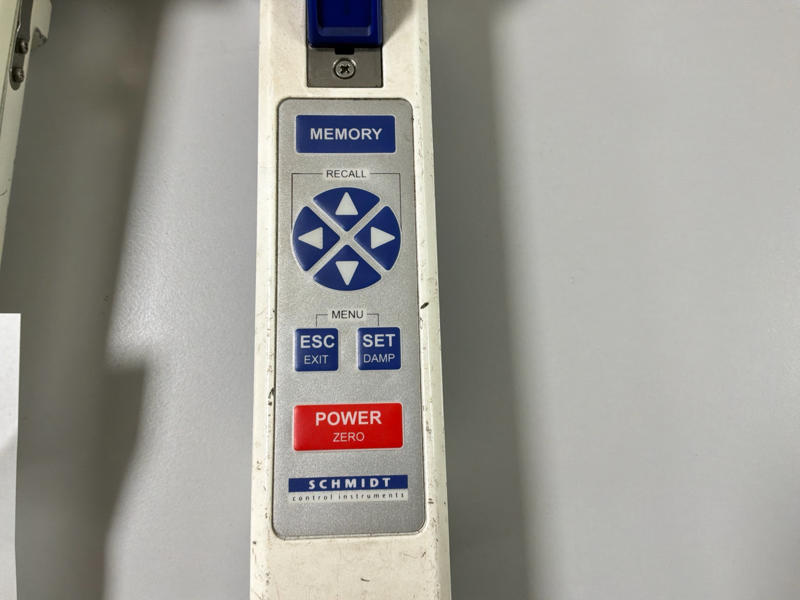 MEMORY
RECALL
MENU
ESC
EXIT
SET
DAMP
POWER
ZERO
SCHMIDT
control instruments